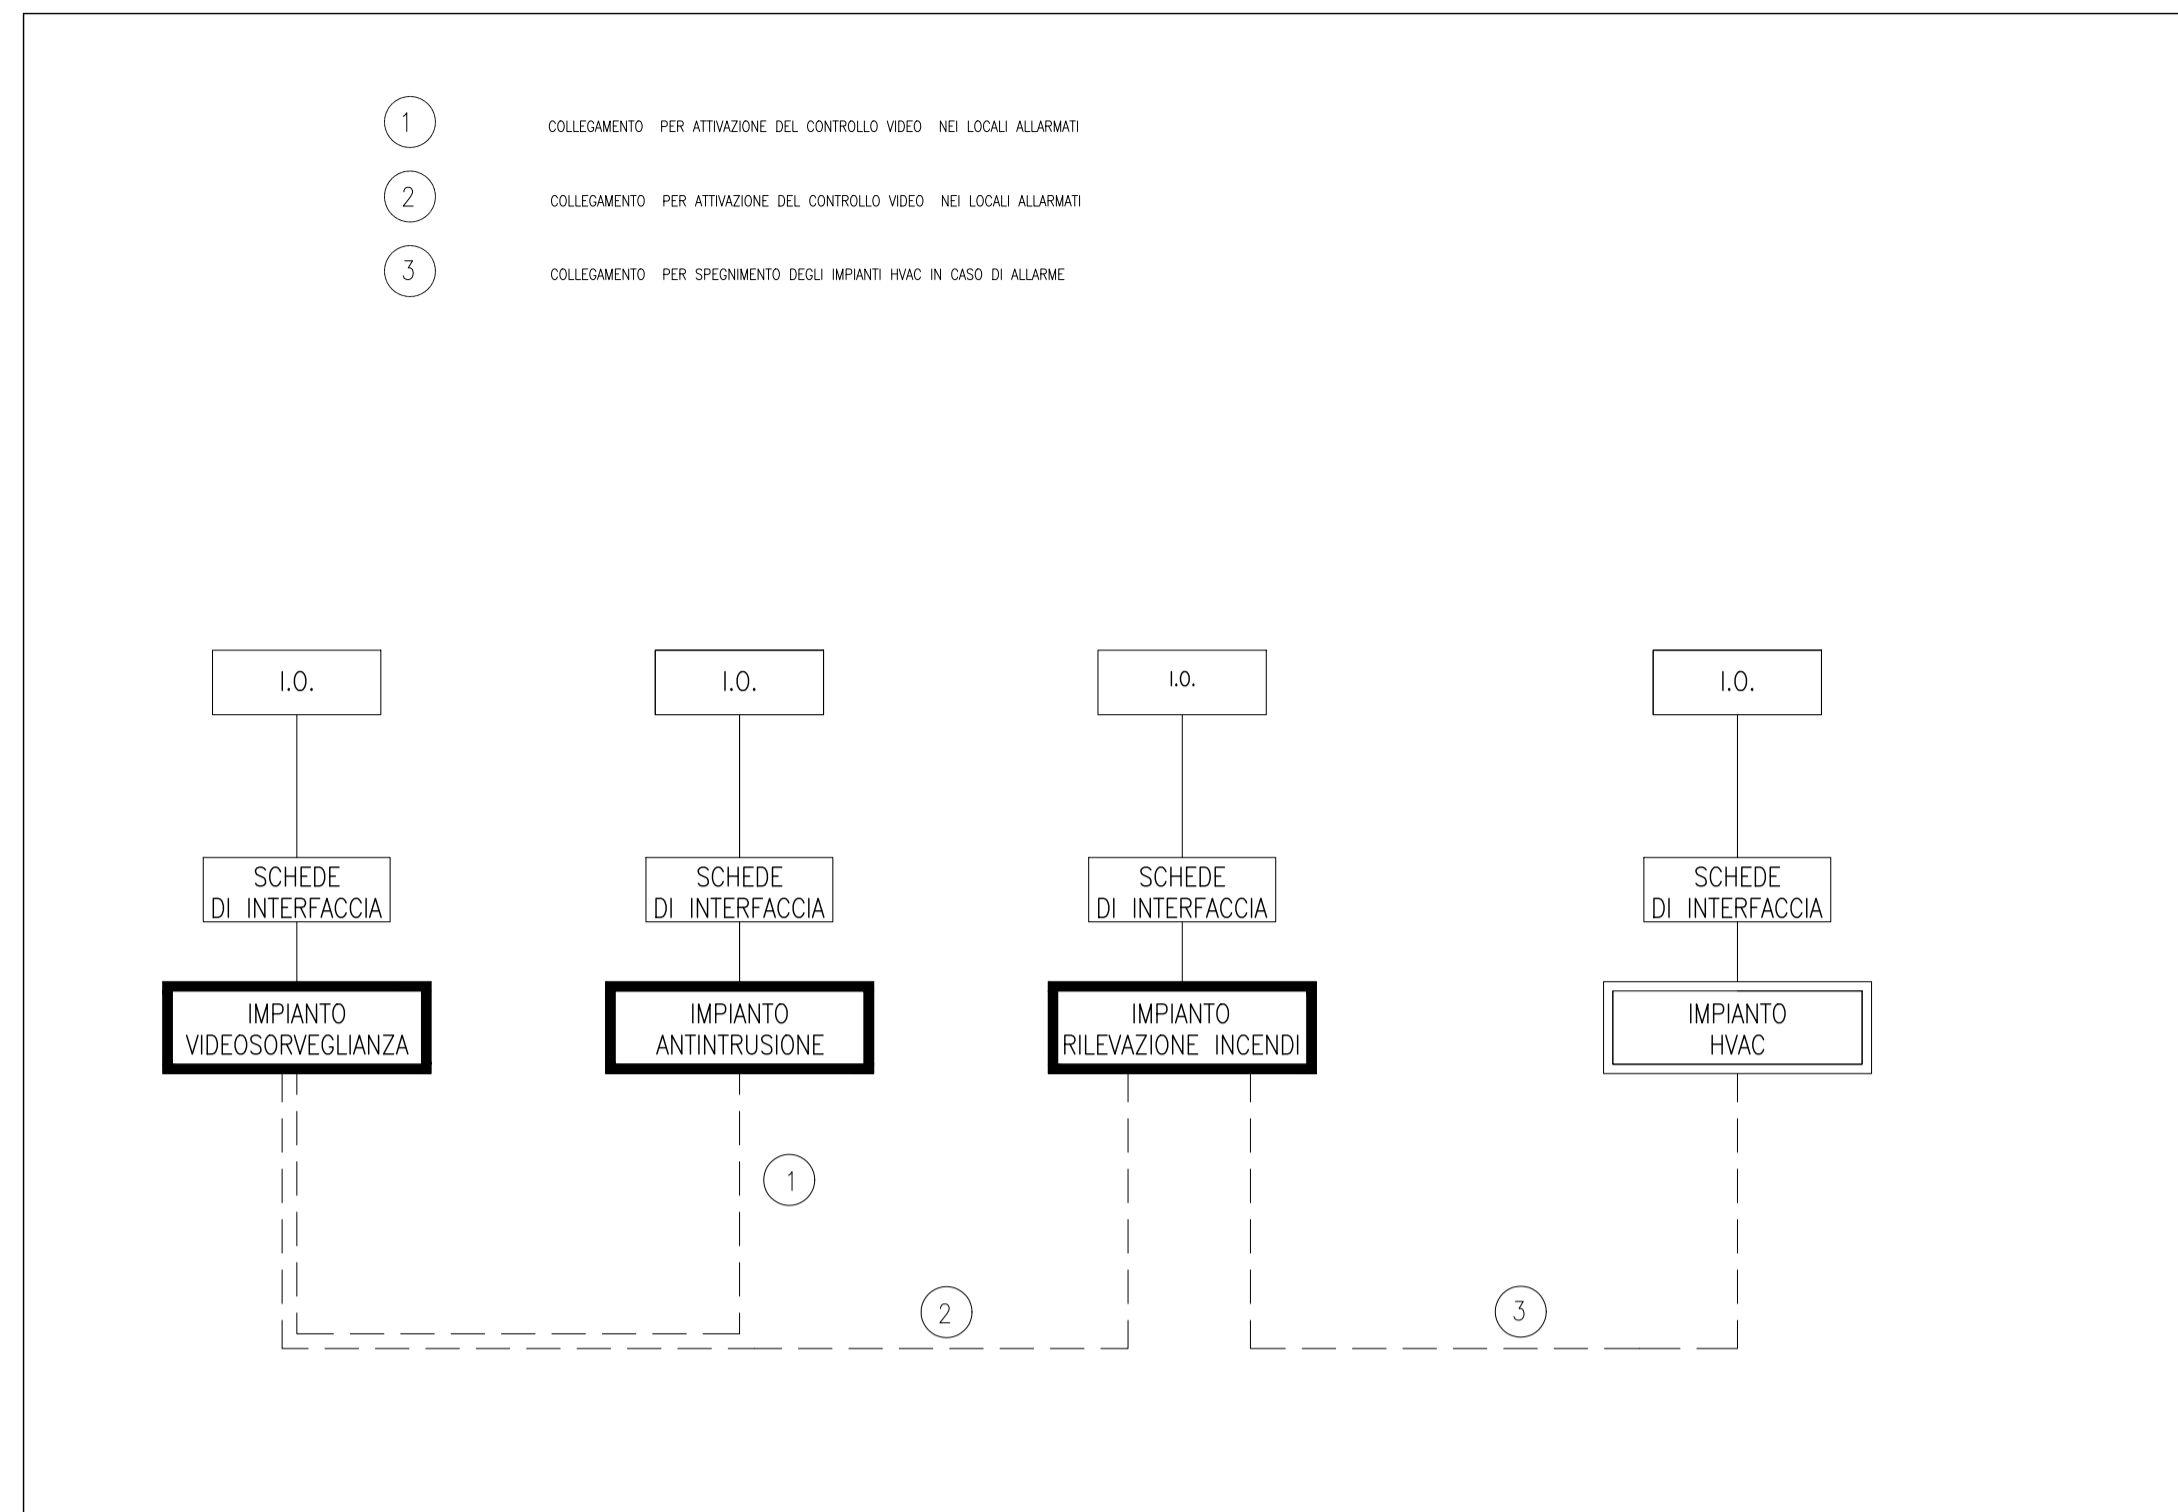 1 COLLEGAMENTO PER ATTIVAZIONE DEL CONTROLLO VIDEO NEI LOCALI ALLARMATI
2 COLLEGAMENTO PER ATTIVAZIONE DEL CONTROLLO VIDEO NEI LOCALI ALLARMATI
3 COLLEGAMENTO PER SPEGNIMENTO DEGLI IMPIANTI HVAC IN CASO DI ALLARME
I.O.
I.O.
I.O.
I.O.
SCHEDE
DI INTERFACCIA
SCHEDE
DI INTERFACCIA
SCHEDE
DI INTERFACCIA
SCHEDE
DI INTERFACCIA
IMPIANTO
VIDEOSORVEGLIANZA
IMPIANTO
ANTINTRUSIONE
IMPIANTO
RILEVAZIONE INCENDI
IMPIANTO
HVAC
1
2
3